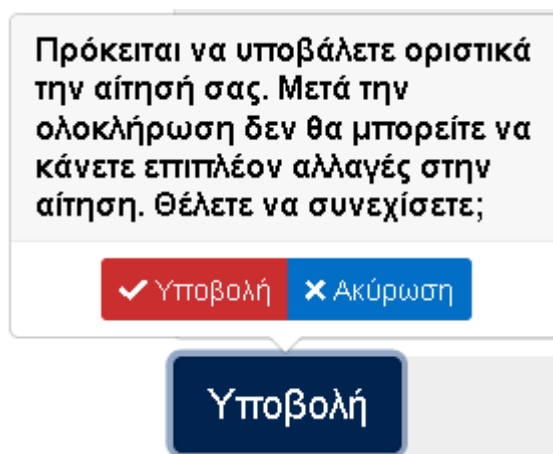 Πρόκειται να υποβάλετε οριστικά
την αίτησή σας. Μετά την
ολοκλήρωση δεν θα μπορείτε να
κάνετε επιπλέον αλλαγές στην
αίτηση. Θέλετε να συνεχίσετε;
Υποβολή Ακύρωση
Υποβολή